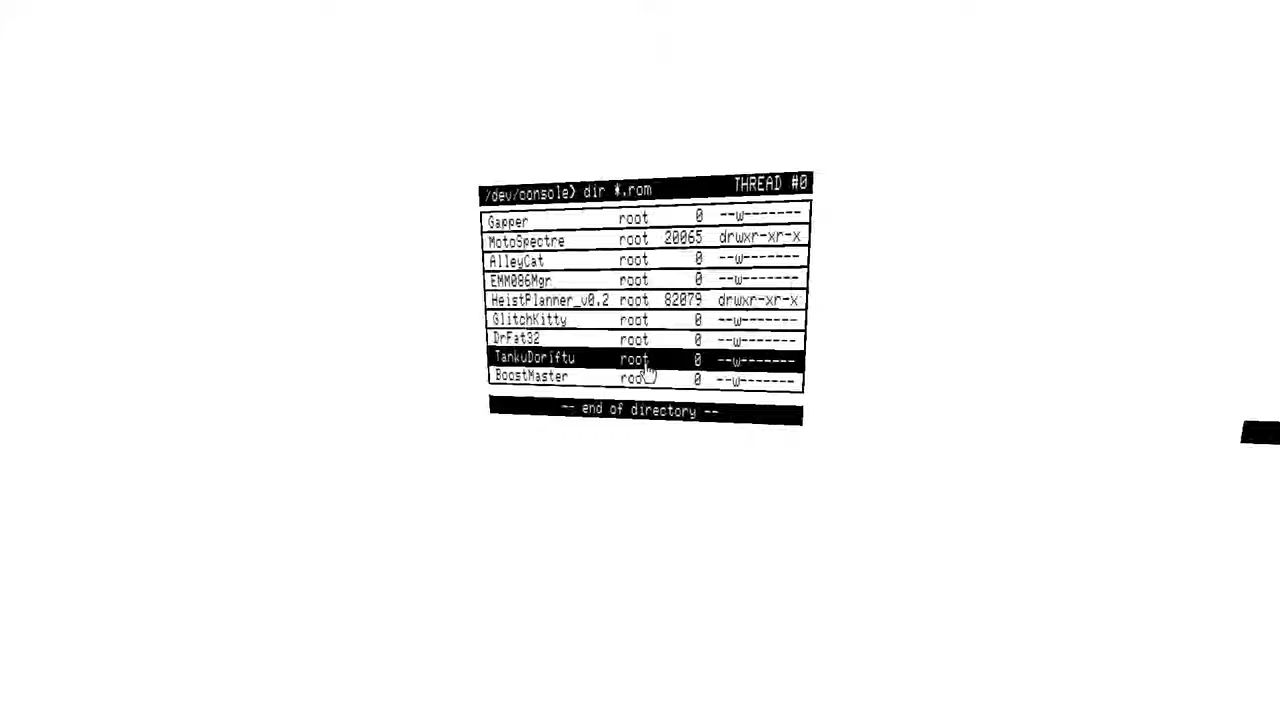 /dev/console> dir *.rom THREAD #0
Gapper root 0 --w-------
MotoSpectre root 20065 drwxr-xr-x
AlleyCat root 0 --w-------
EMM086Mgr root 0 --w-------
HeistPlanner_v0.2 root 82079 drwxr-xr-x
GlitchKitty root 0 --w-------
DrFat32 root 0 --w-------
TankuDoriftu root 0 --w-------
BoostMaster root 0 --w-------
-- end of directory --